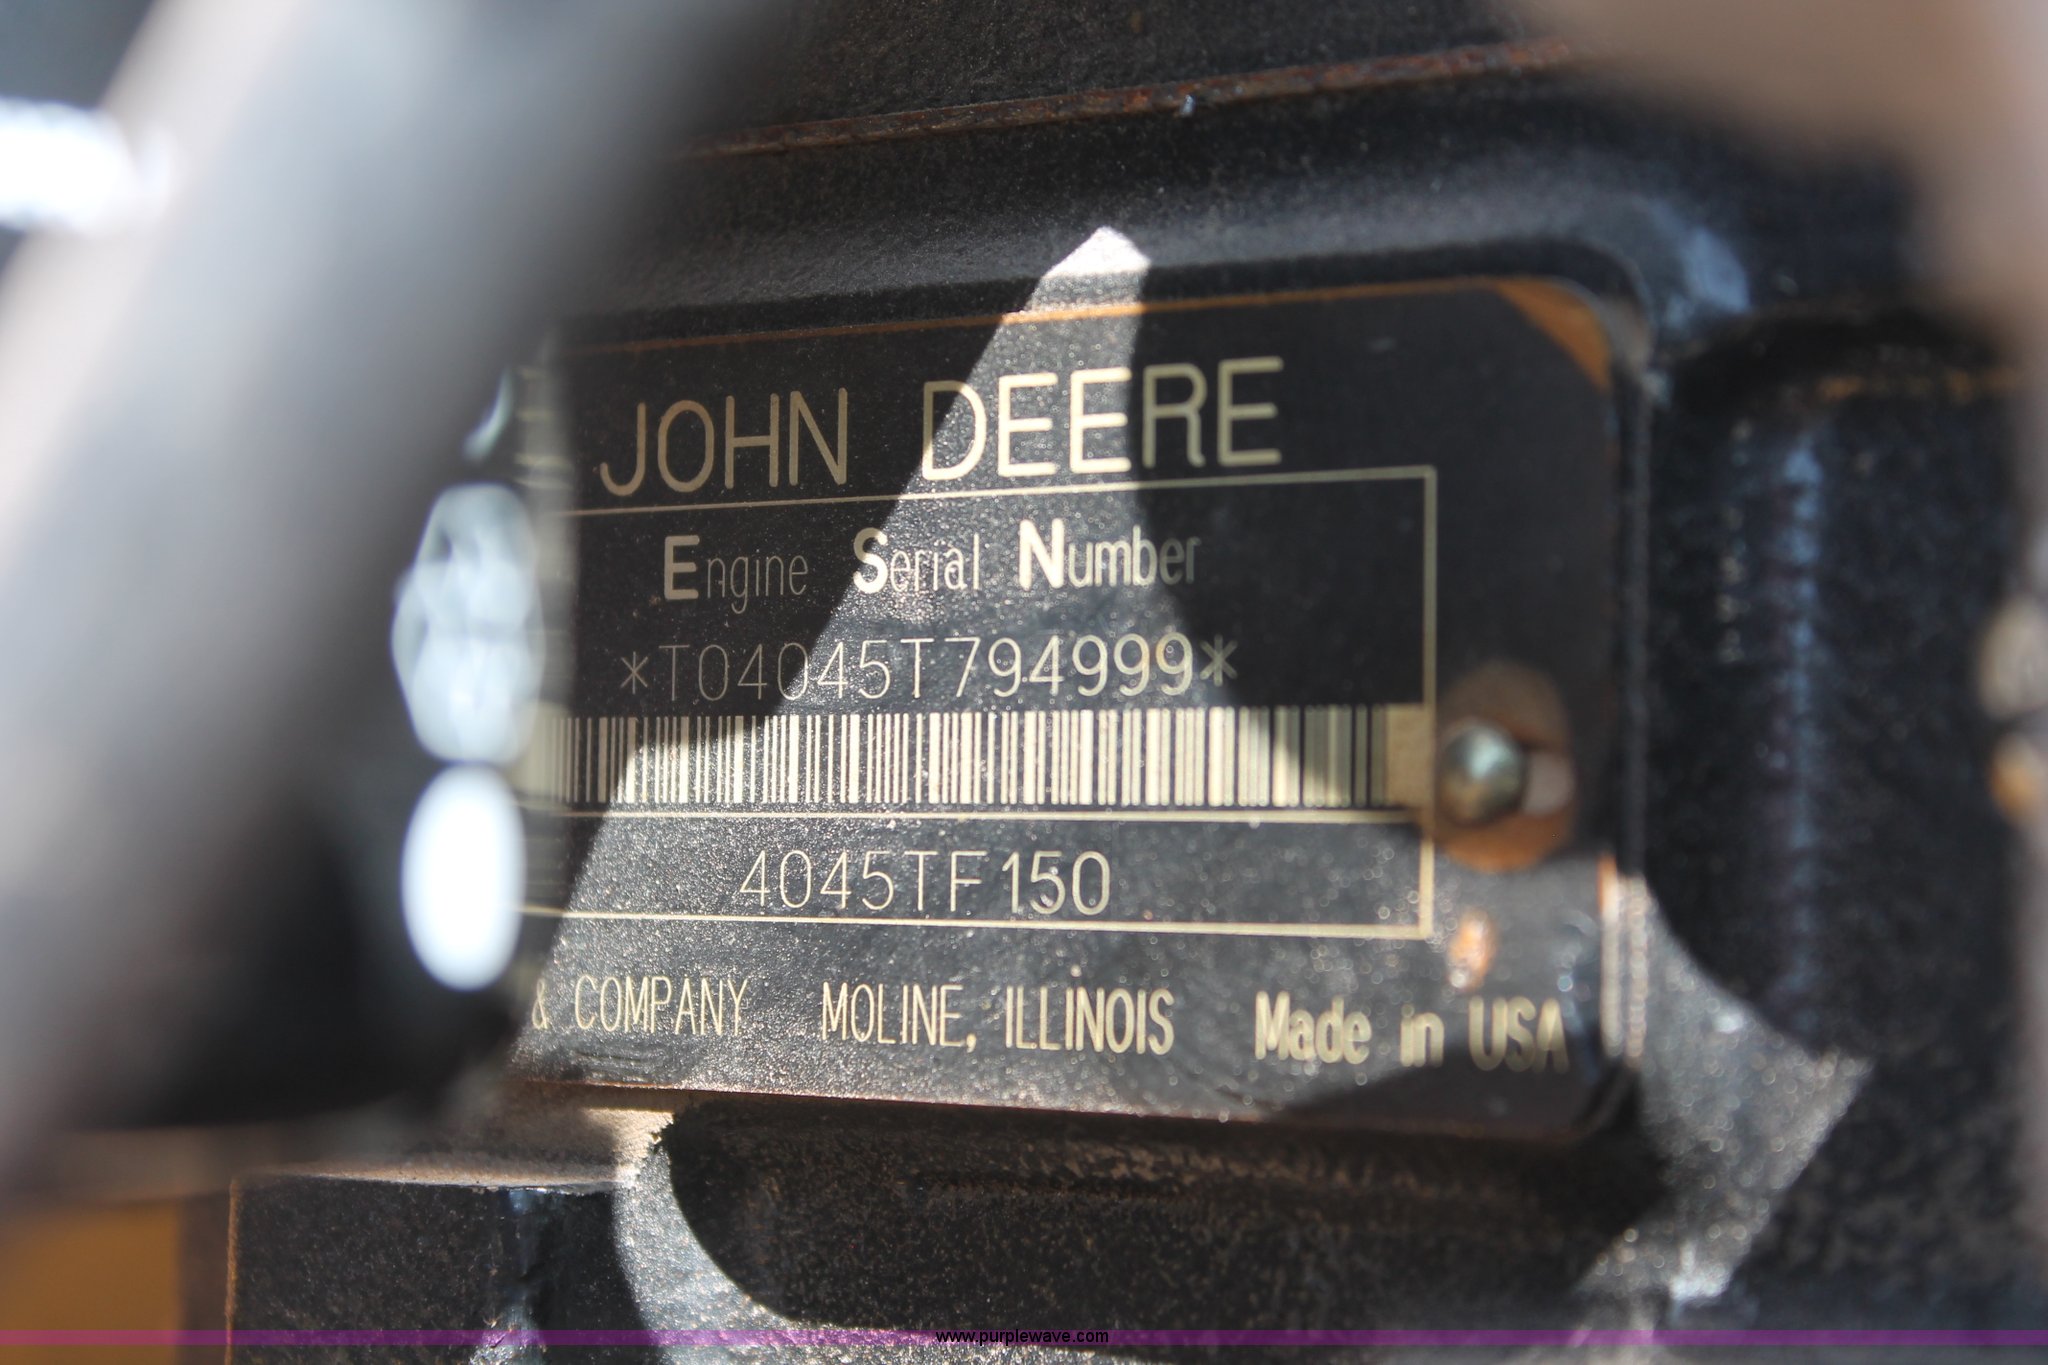 JOHN DEERE
Engine Serial Number
*T04045T794999*
4045TF150
& COMPANY MOLINE, ILLINOIS Made in USA
www.purplewave.com